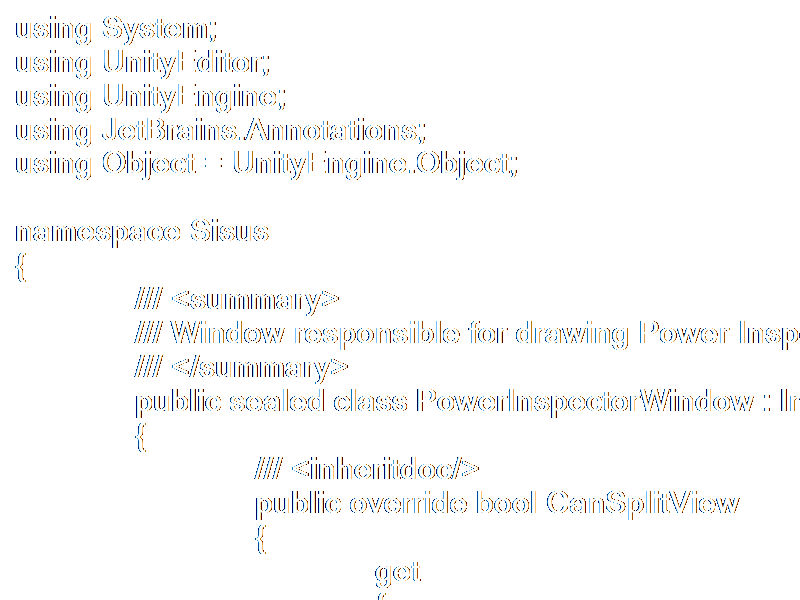 using System;
using UnityEditor;
using UnityEngine;
using JetBrains.Annotations;
using Object = UnityEngine.Object;

namespace Sisus
{
/// <summary>
/// Window responsible for drawing Power Insp
/// </summary>
public sealed class PowerInspectorWindow : In
{
/// <inheritdoc/>
public override bool CanSplitView
{
get
{